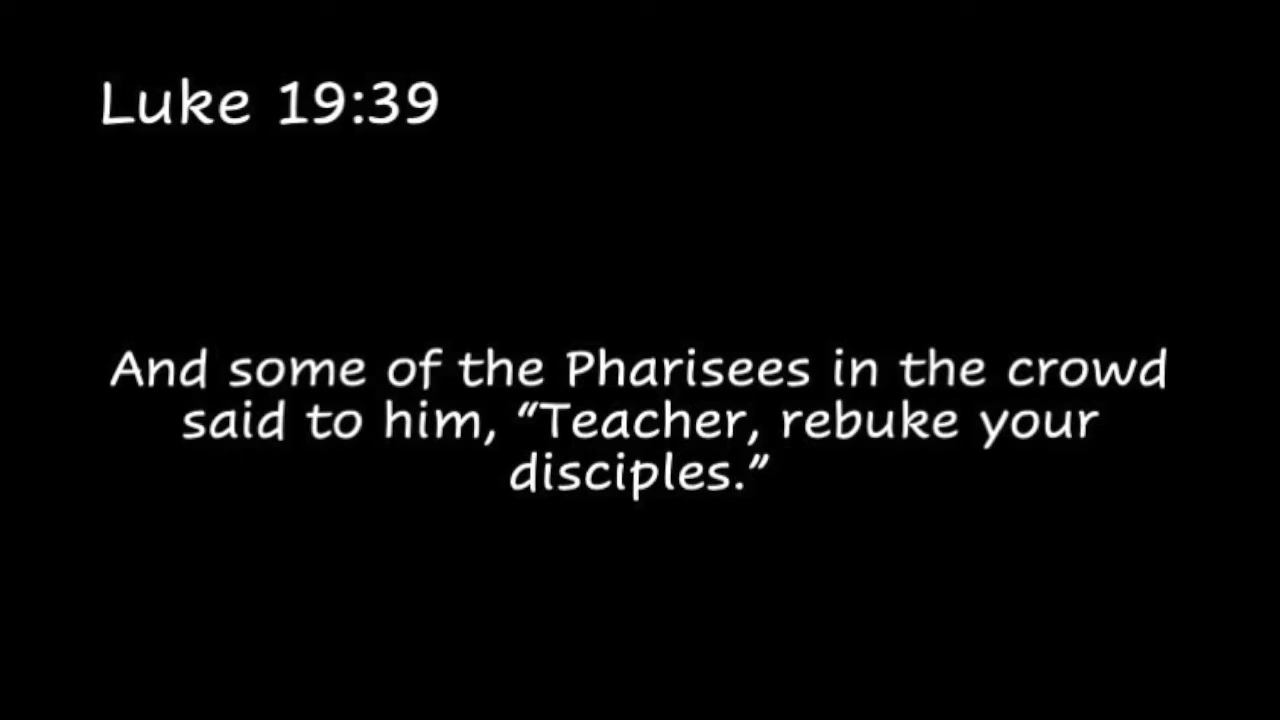 Luke 19:39
And some of the Pharisees in the crowd
said to him, “Teacher, rebuke your
disciples.”